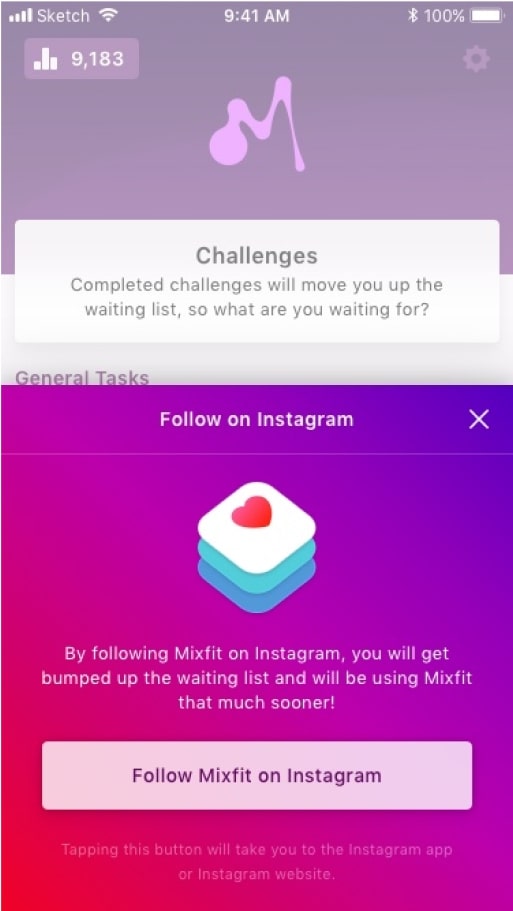 Sketch 9:41 AM 100%
9,183
Challenges
Completed challenges will move you up the
waiting list, so what are you waiting for?
General Tasks
Follow on Instagram
By following Mixfit on Instagram, you will get
bumped up the waiting list and will be using Mixfit
that much sooner!
Follow Mixfit on Instagram
Tapping this button will take you to the Instagram app
or Instagram website.